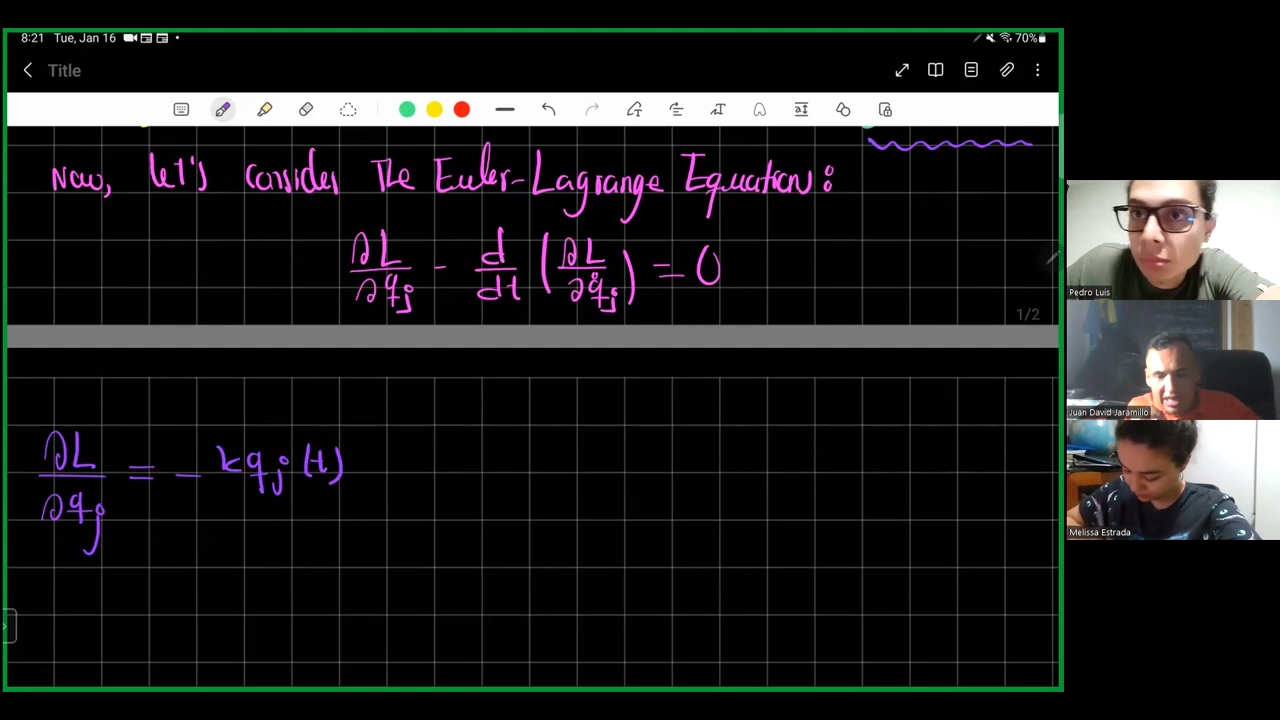 8:21 Tue, Jan 16
70%
Title
Now, let's consider the Euler-Lagrange Equation:
∂L/∂qⱼ - d/dt (∂L/∂q̇ⱼ) = 0
1/2
∂L/∂qⱼ = - kqⱼ(t)
Pedro Luis
Juan David Jaramillo
Melissa Estrada